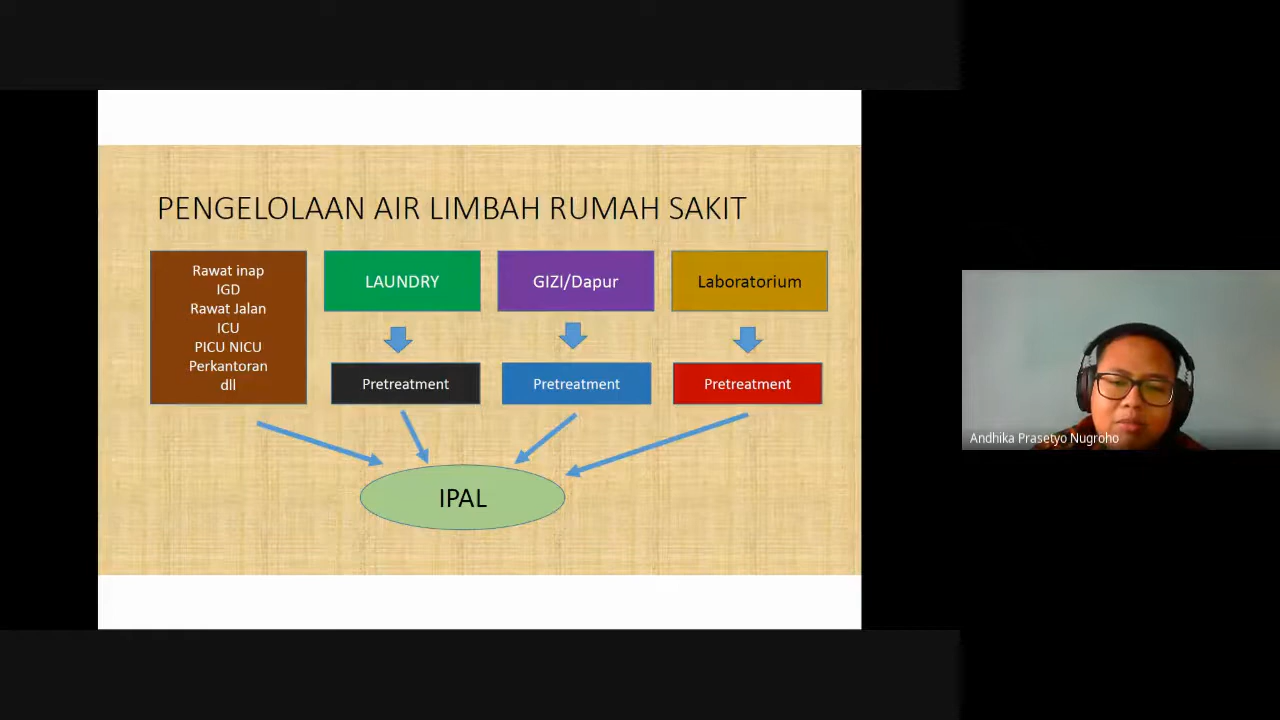 PENGELOLAAN AIR LIMBAH RUMAH SAKIT
Rawat inap
IGD
Rawat Jalan
ICU
PICU NICU
Perkantoran
dll
LAUNDRY
GIZI/Dapur
Laboratorium
Pretreatment
Pretreatment
Pretreatment
IPAL
Andhika Prasetyo Nugroho